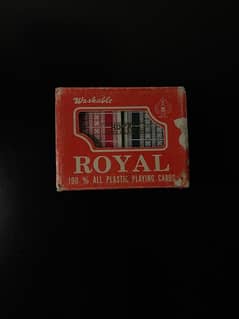 Washable
ROYAL
100 % ALL PLASTIC PLAYING CARDS